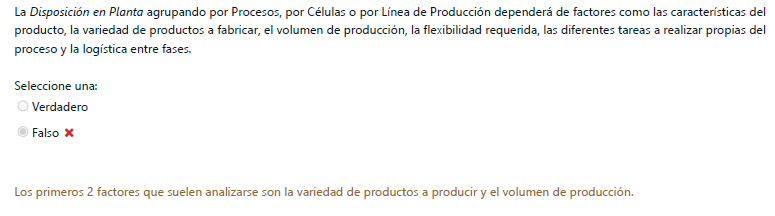 La Disposición en Planta agrupando por Procesos, por Células o por Línea de Producción dependerá de factores como las características del
producto, la variedad de productos a fabricar, el volumen de producción, la flexibilidad requerida, las diferentes tareas a realizar propias del
proceso y la logística entre fases.
Seleccione una:
Verdadero
Falso
Los primeros 2 factores que suelen analizarse son la variedad de productos a producir y el volumen de producción.